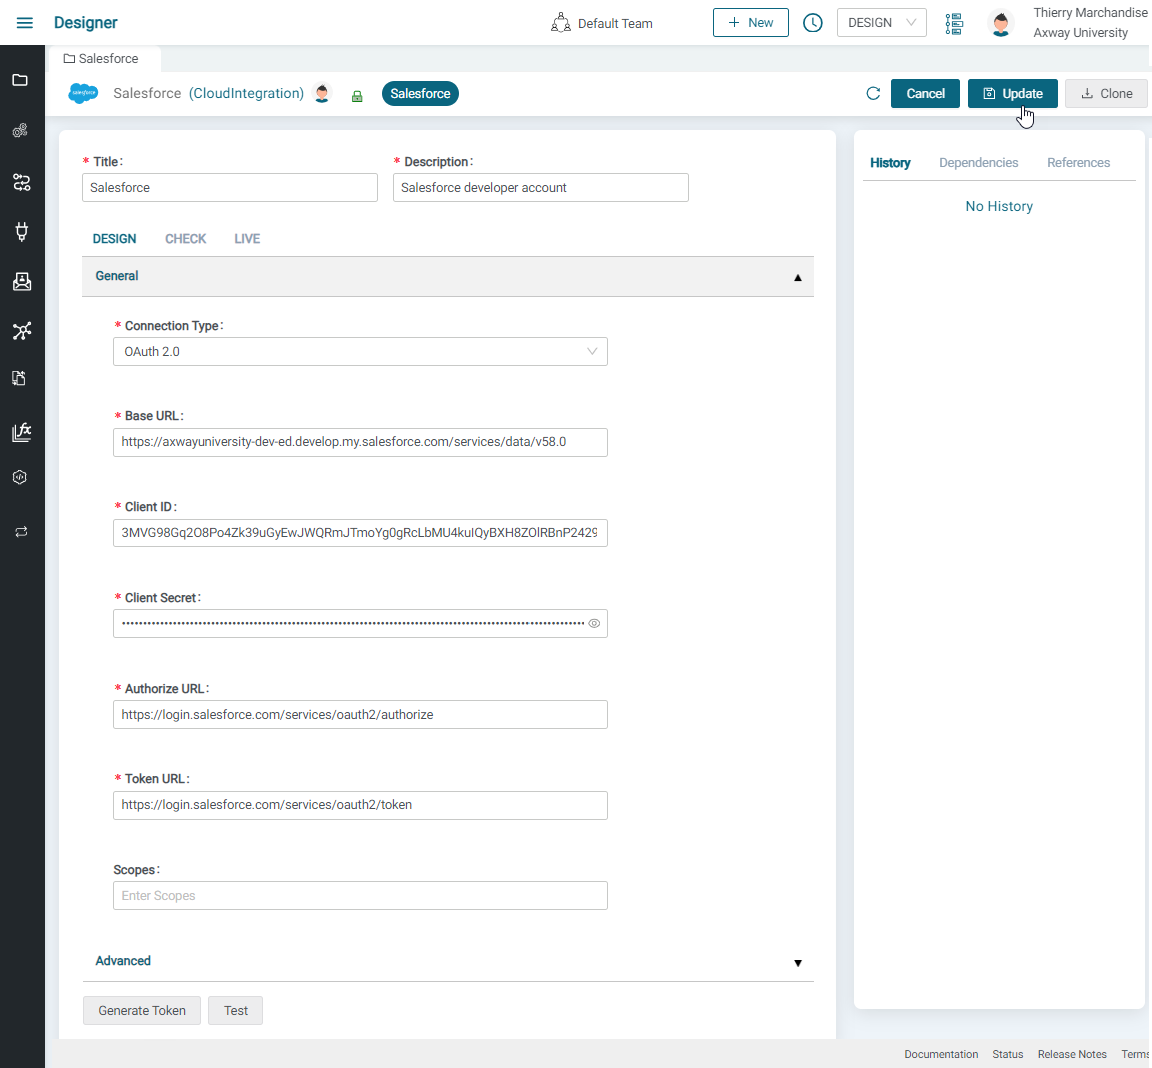 Designer
Default Team
+ New
DESIGN
Thierry Marchandise
Axway University
Salesforce
salesforce
Salesforce (CloudIntegration)
Salesforce
Cancel
Update
Clone
* Title:
* Description:
Salesforce
Salesforce developer account
DESIGN CHECK LIVE
General
* Connection Type:
OAuth 2.0
* Base URL:
https://axwayuniversity-dev-ed.develop.my.salesforce.com/services/data/v58.0
* Client ID:
3MVG98Gq2O8Po4Zk39uGyEwJWQRmJTmoYg0gRcLbMU4kuIQyBXH8ZOlRBnP2429
* Client Secret:
* Authorize URL:
https://login.salesforce.com/services/oauth2/authorize
* Token URL:
https://login.salesforce.com/services/oauth2/token
Scopes:
Enter Scopes
Advanced
Generate Token
Test
History Dependencies References
No History
Documentation Status Release Notes Terms